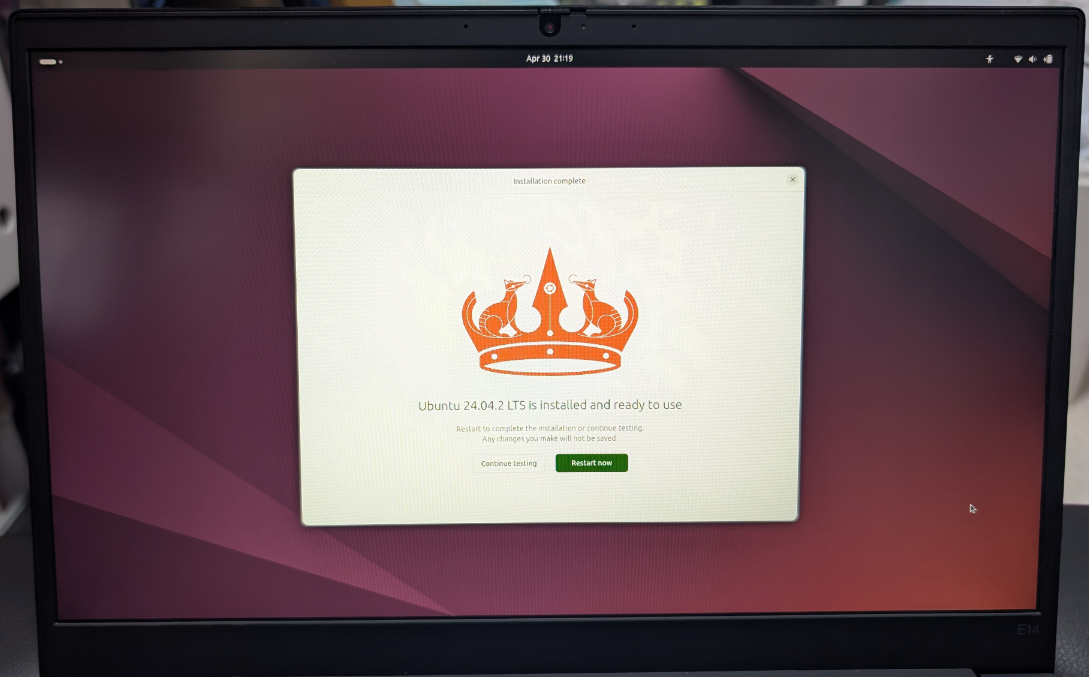 Apr 30 21:19
Installation complete
Ubuntu 24.04.2 LTS is installed and ready to use
Restart to complete the installation or continue testing.
Any changes you make will not be saved.
Continue testing
Restart now
E14